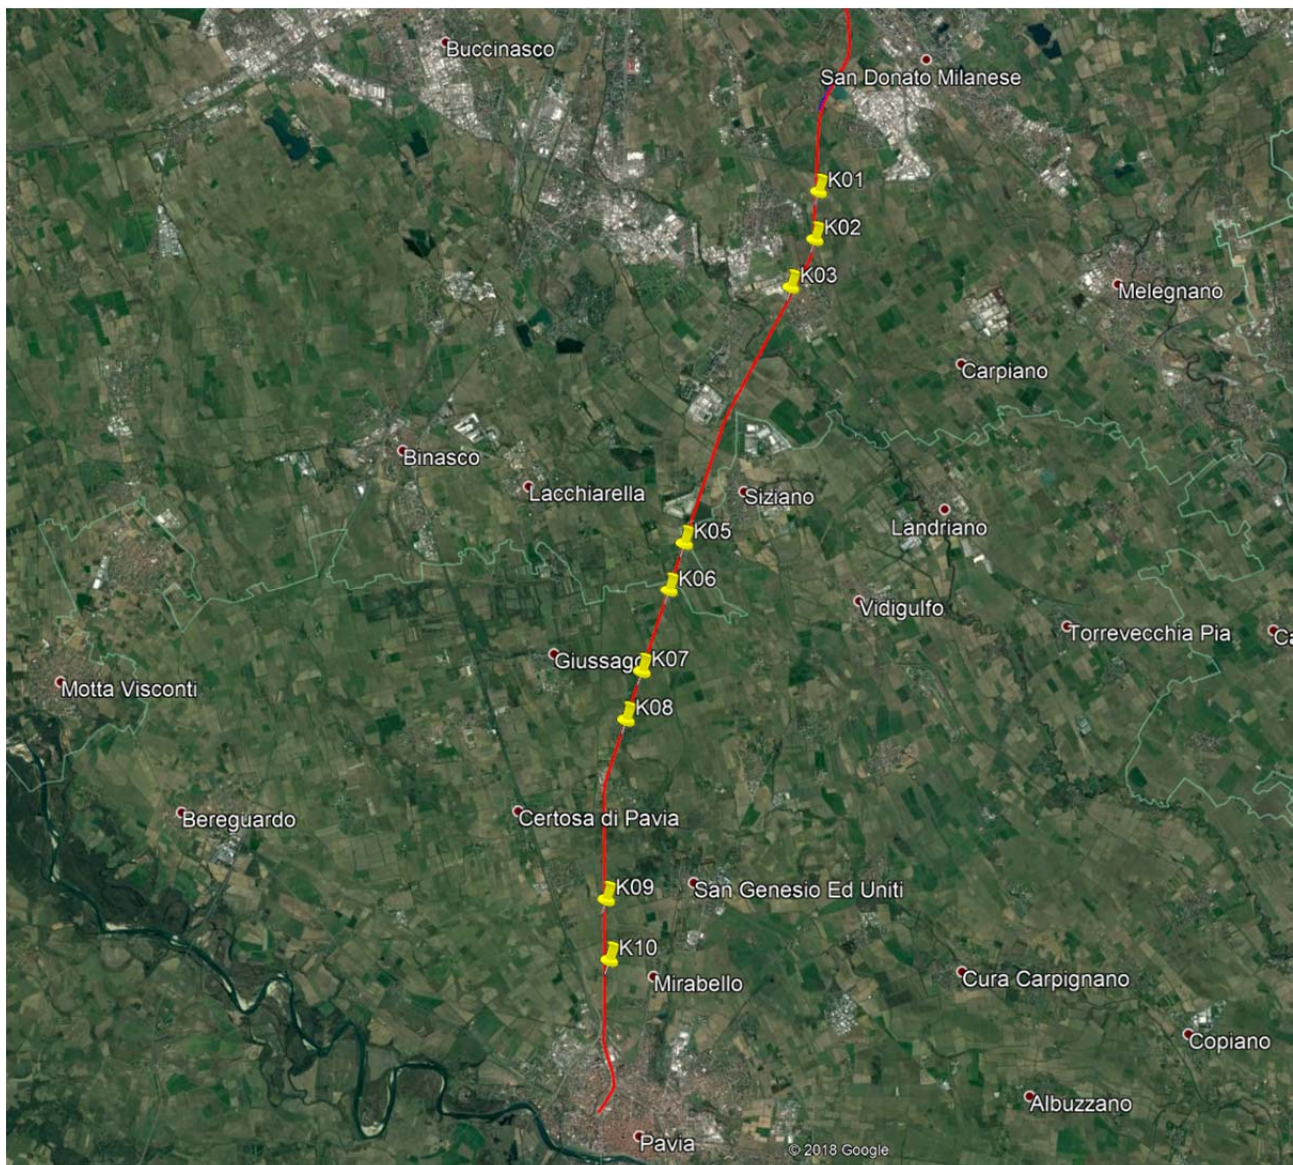 Buccinasco
San Donato Milanese
K01
K02
K03
Melegnano
Carpiano
Binasco
Lacchiarella
Siziano
Landriano
K05
K06
Vidigulfo
Torrevecchia Pia
Ca
Giussago
K07
Motta Visconti
K08
Bereguardo
Certosa di Pavia
K09
San Genesio Ed Uniti
K10
Mirabello
Cura Carpignano
Copiano
Albuzzano
Pavia
© 2018 Google